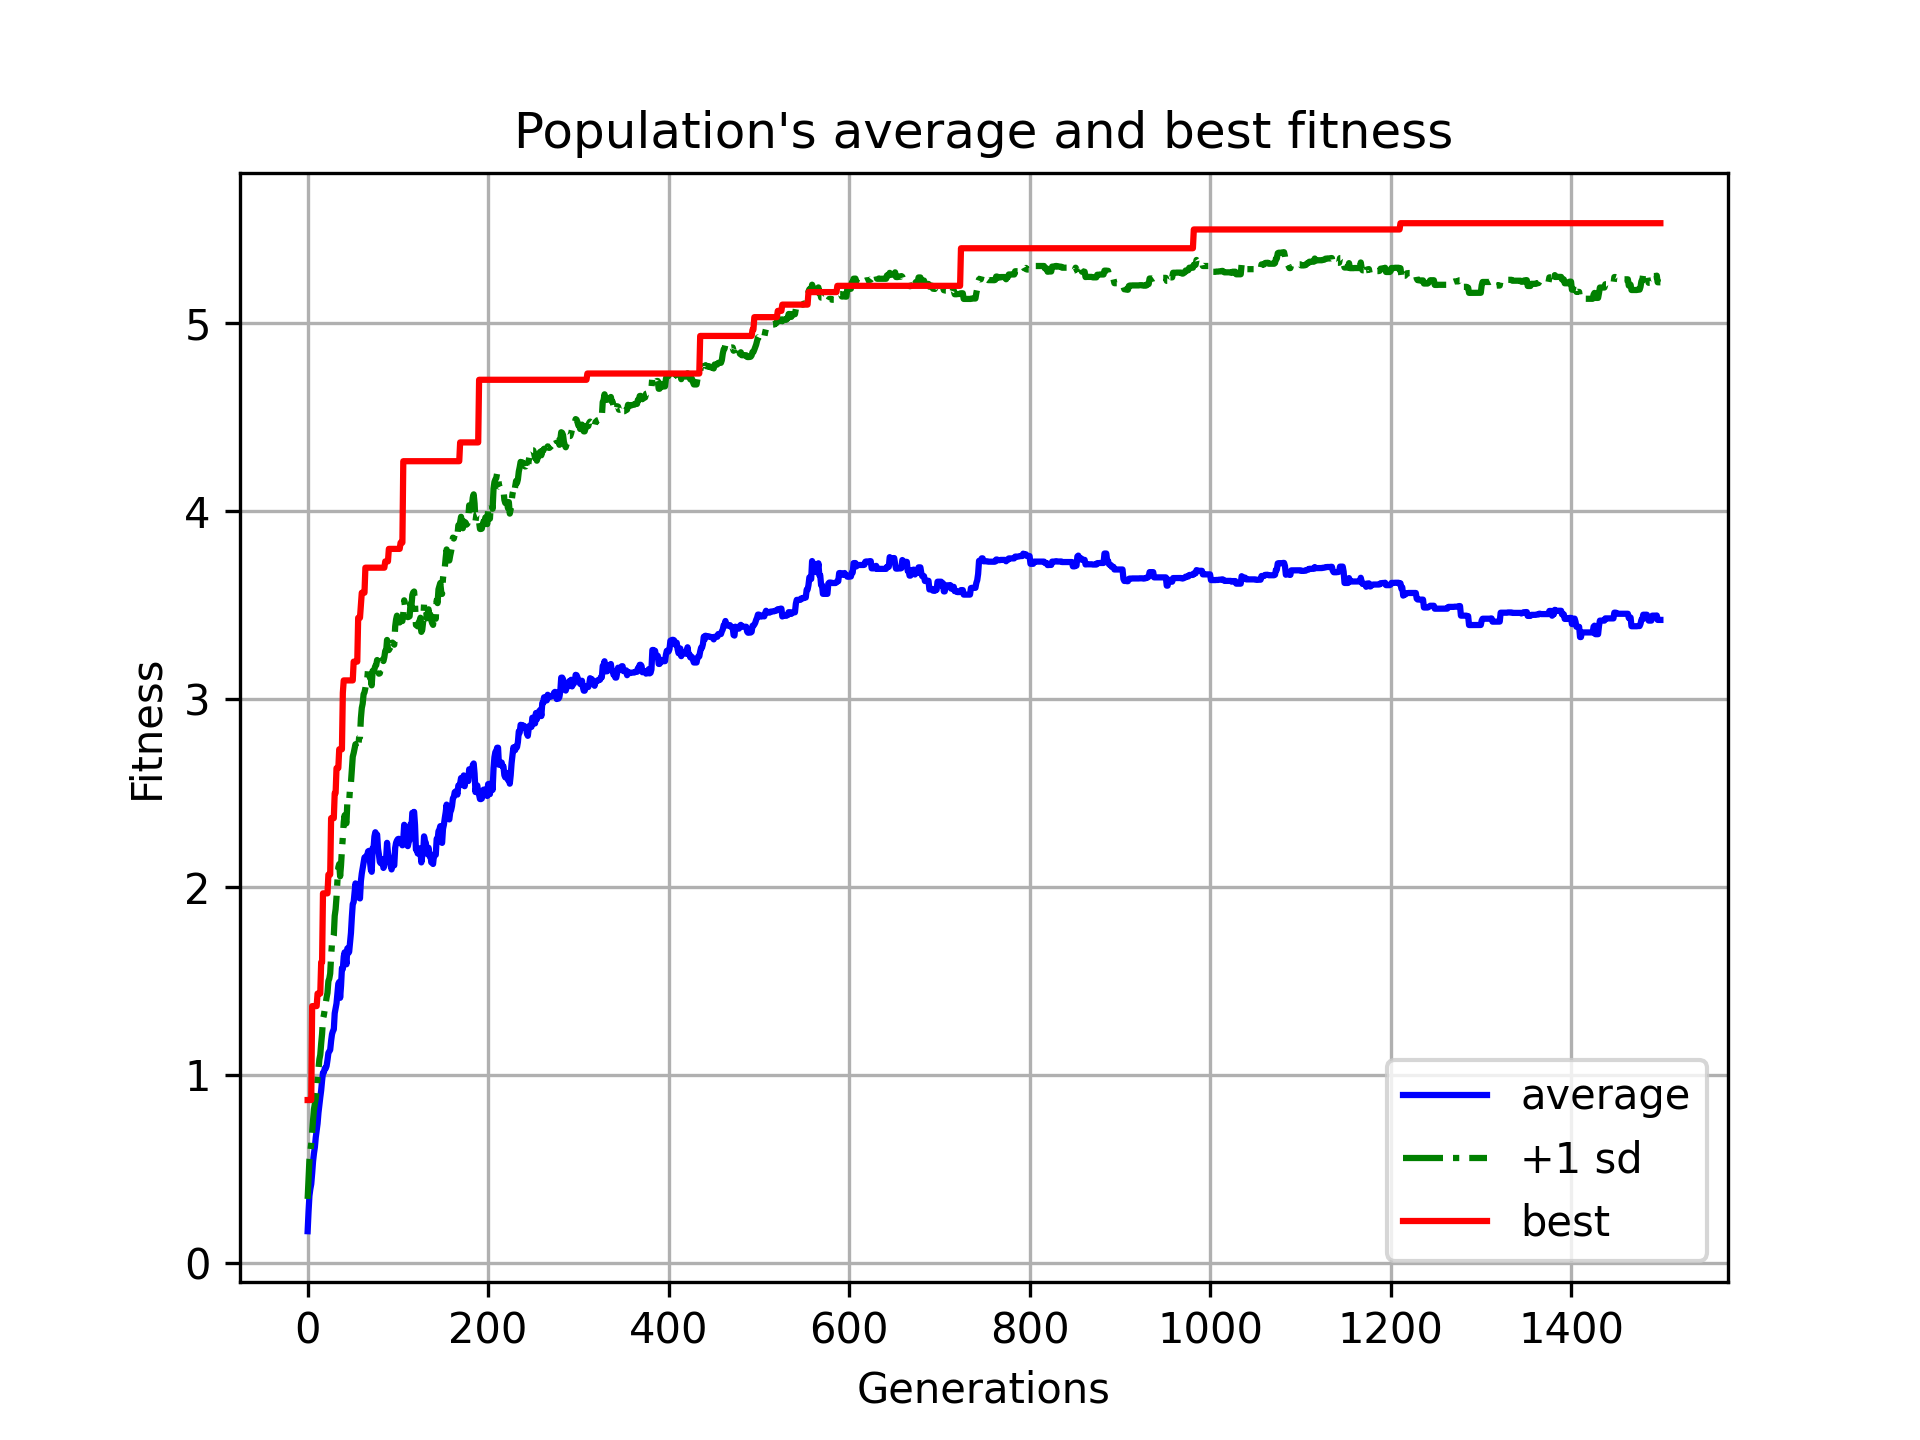 Population's average and best fitness
Fitness
5
4
3
2
1
0
0 200 400 600 800 1000 1200 1400
Generations
average
+1 sd
best